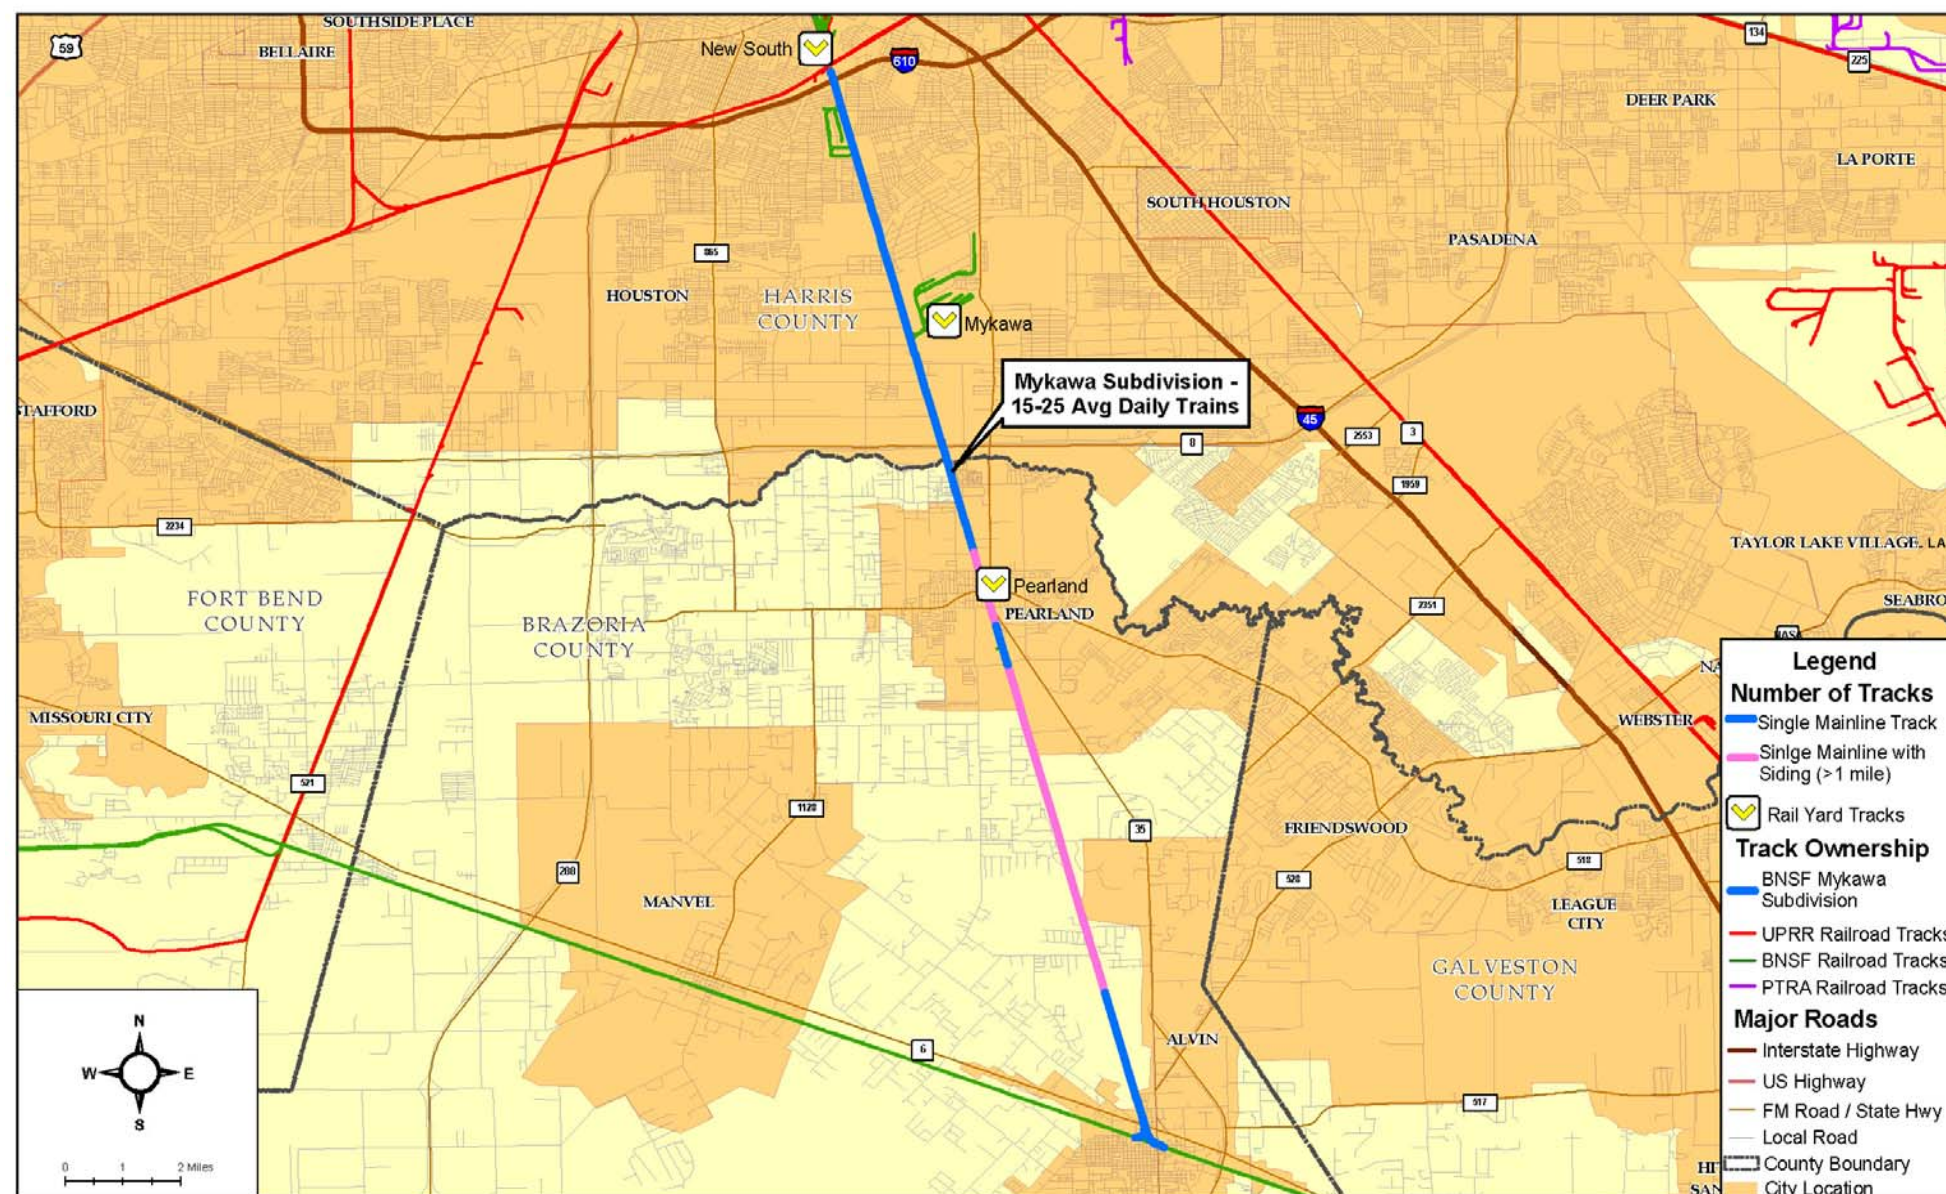 SOUTHSIDE PLACE
59
BELLAIRE
New South
610
134
225
DEER PARK
LA PORTE
SOUTH HOUSTON
PASADENA
865
HOUSTON
HARRIS
COUNTY
Mykawa
Mykawa Subdivision -
15-25 Avg Daily Trains
STAFFORD
45
2553
3
8
1959
2234
TAYLOR LAKE VILLAGE
LA
FORT BEND
COUNTY
BRAZORIA
COUNTY
Pearland
PEARLAND
2351
SEABRO
NASA
NA
MISSOURI CITY
WEBSTER
521
1128
35
FRIENDSWOOD
518
288
528
MANVEL
LEAGUE
CITY
GALVESTON
COUNTY
6
ALVIN
517
HI
SAN
N
W
E
S
0 1 2 Miles
Legend
Number of Tracks
Single Mainline Track
Sinlge Mainline with
Siding (>1 mile)
Rail Yard Tracks
Track Ownership
BNSF Mykawa
Subdivision
UPRR Railroad Tracks
BNSF Railroad Tracks
PTRA Railroad Tracks
Major Roads
Interstate Highway
US Highway
FM Road / State Hwy
Local Road
County Boundary
City Location